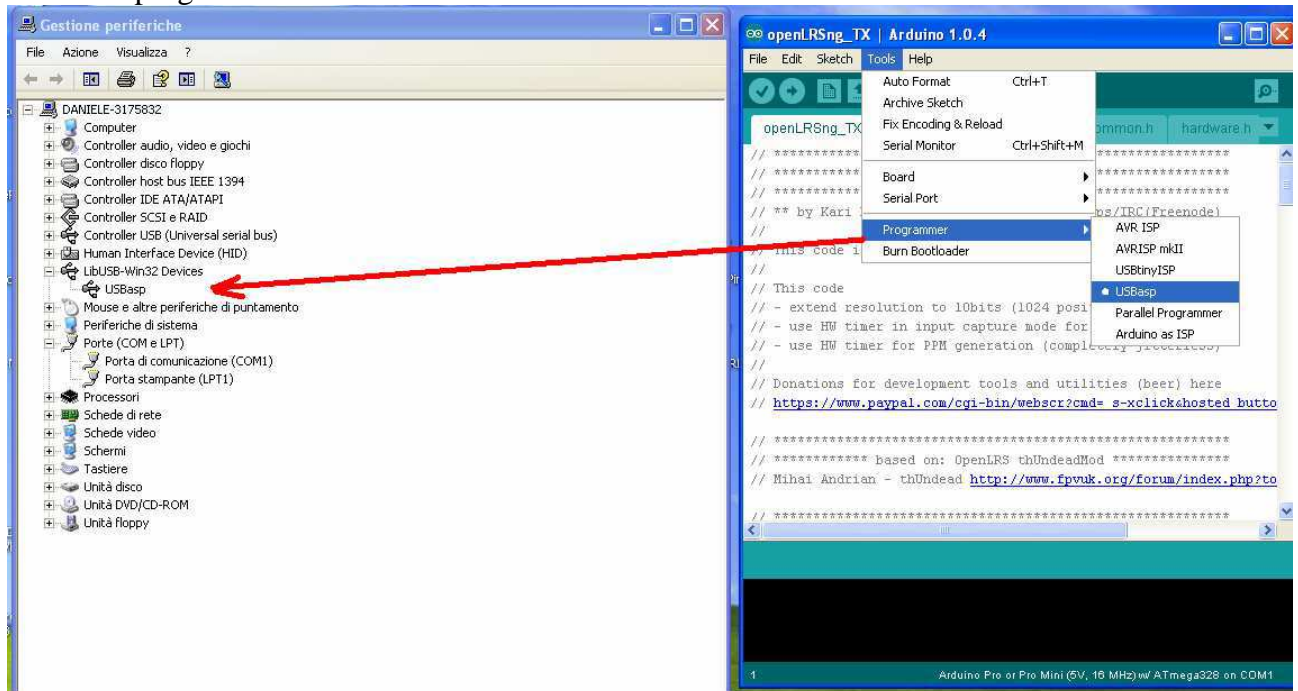 Gestione periferiche
File Azione Visualizza ?
DANIELE-3175832
Computer
Controller audio, video e giochi
Controller disco floppy
Controller host bus IEEE 1394
Controller IDE ATA/ATAPI
Controller SCSI e RAID
Controller USB (Universal serial bus)
Human Interface Device (HID)
LibUSB-Win32 Devices
USBasp
Mouse e altre periferiche di puntamento
Periferiche di sistema
Porte (COM e LPT)
Porta di comunicazione (COM1)
Porta stampante (LPT1)
Processori
Schede di rete
Schede video
Schermi
Tastiere
Unità disco
Unità DVD/CD-ROM
Unità floppy
openLRSng_TX | Arduino 1.0.4
File Edit Sketch Tools Help
Auto Format Ctrl+T
Archive Sketch
Fix Encoding & Reload
Serial Monitor Ctrl+Shift+M
Board
Serial Port
Programmer
Burn Bootloader
AVR ISP
AVRISP mkII
USBtinyISP
USBasp
Parallel Programmer
Arduino as ISP
openLRSng_TX ommon.h hardware.h
// *********** *****************
// *********** *****************
// *********** *****************
// ** by Kari ps/IRC(Freenode)
//
// This code i
//
// This code
// - extend resolution to 10bits (1024 posi
// - use HW timer in input capture mode for
// - use HW timer for PPM generation (completely jitterless)
//
// Donations for development tools and utilities (beer) here
// https://www.paypal.com/cgi-bin/webscr?cmd=_s-xclick&hosted_butto
// **********************************************************
// ************ based on: OpenLRS thUndeadMod ***************
// Mihai Andrian - thUndead http://www.fpvuk.org/forum/index.php?to
// **********************************************************
1 Arduino Pro or Pro Mini (5V, 16 MHz) w/ ATmega328 on COM1